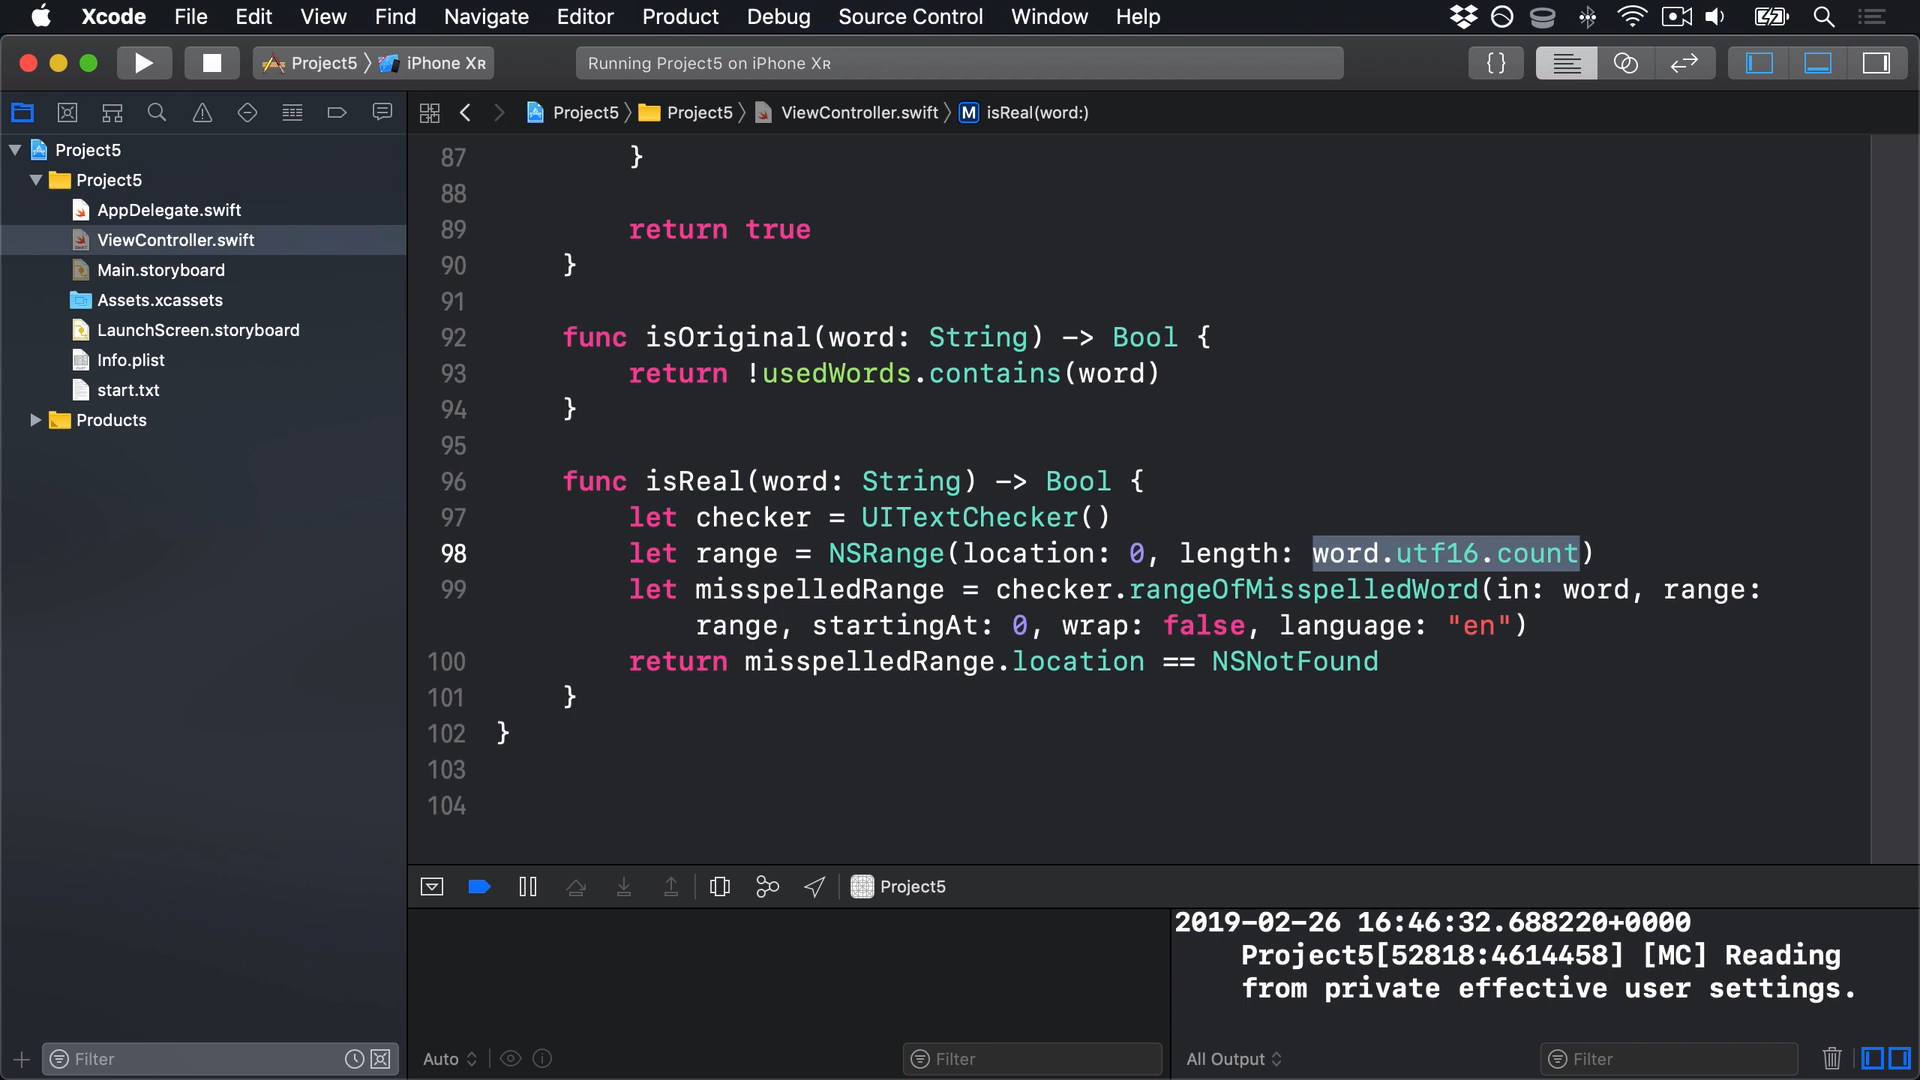 Xcode File Edit View Find Navigate Editor Product Debug Source Control Window Help
Project5 iPhone XR
Running Project5 on iPhone XR
Project5 Project5 ViewController.swift M isReal(word:)
Project5
Project5
AppDelegate.swift
ViewController.swift
Main.storyboard
Assets.xcassets
LaunchScreen.storyboard
Info.plist
start.txt
Products
87 }
88
89 return true
90 }
91
92 func isOriginal(word: String) -> Bool {
93 return !usedWords.contains(word)
94 }
95
96 func isReal(word: String) -> Bool {
97 let checker = UITextChecker()
98 let range = NSRange(location: 0, length: word.utf16.count)
99 let misspelledRange = checker.rangeOfMisspelledWord(in: word, range:
range, startingAt: 0, wrap: false, language: "en")
100 return misspelledRange.location == NSNotFound
101 }
102 }
103
104
Project5
2019-02-26 16:46:32.688220+0000
Project5[52818:4614458] [MC] Reading
from private effective user settings.
Filter
Auto
Filter
All Output
Filter